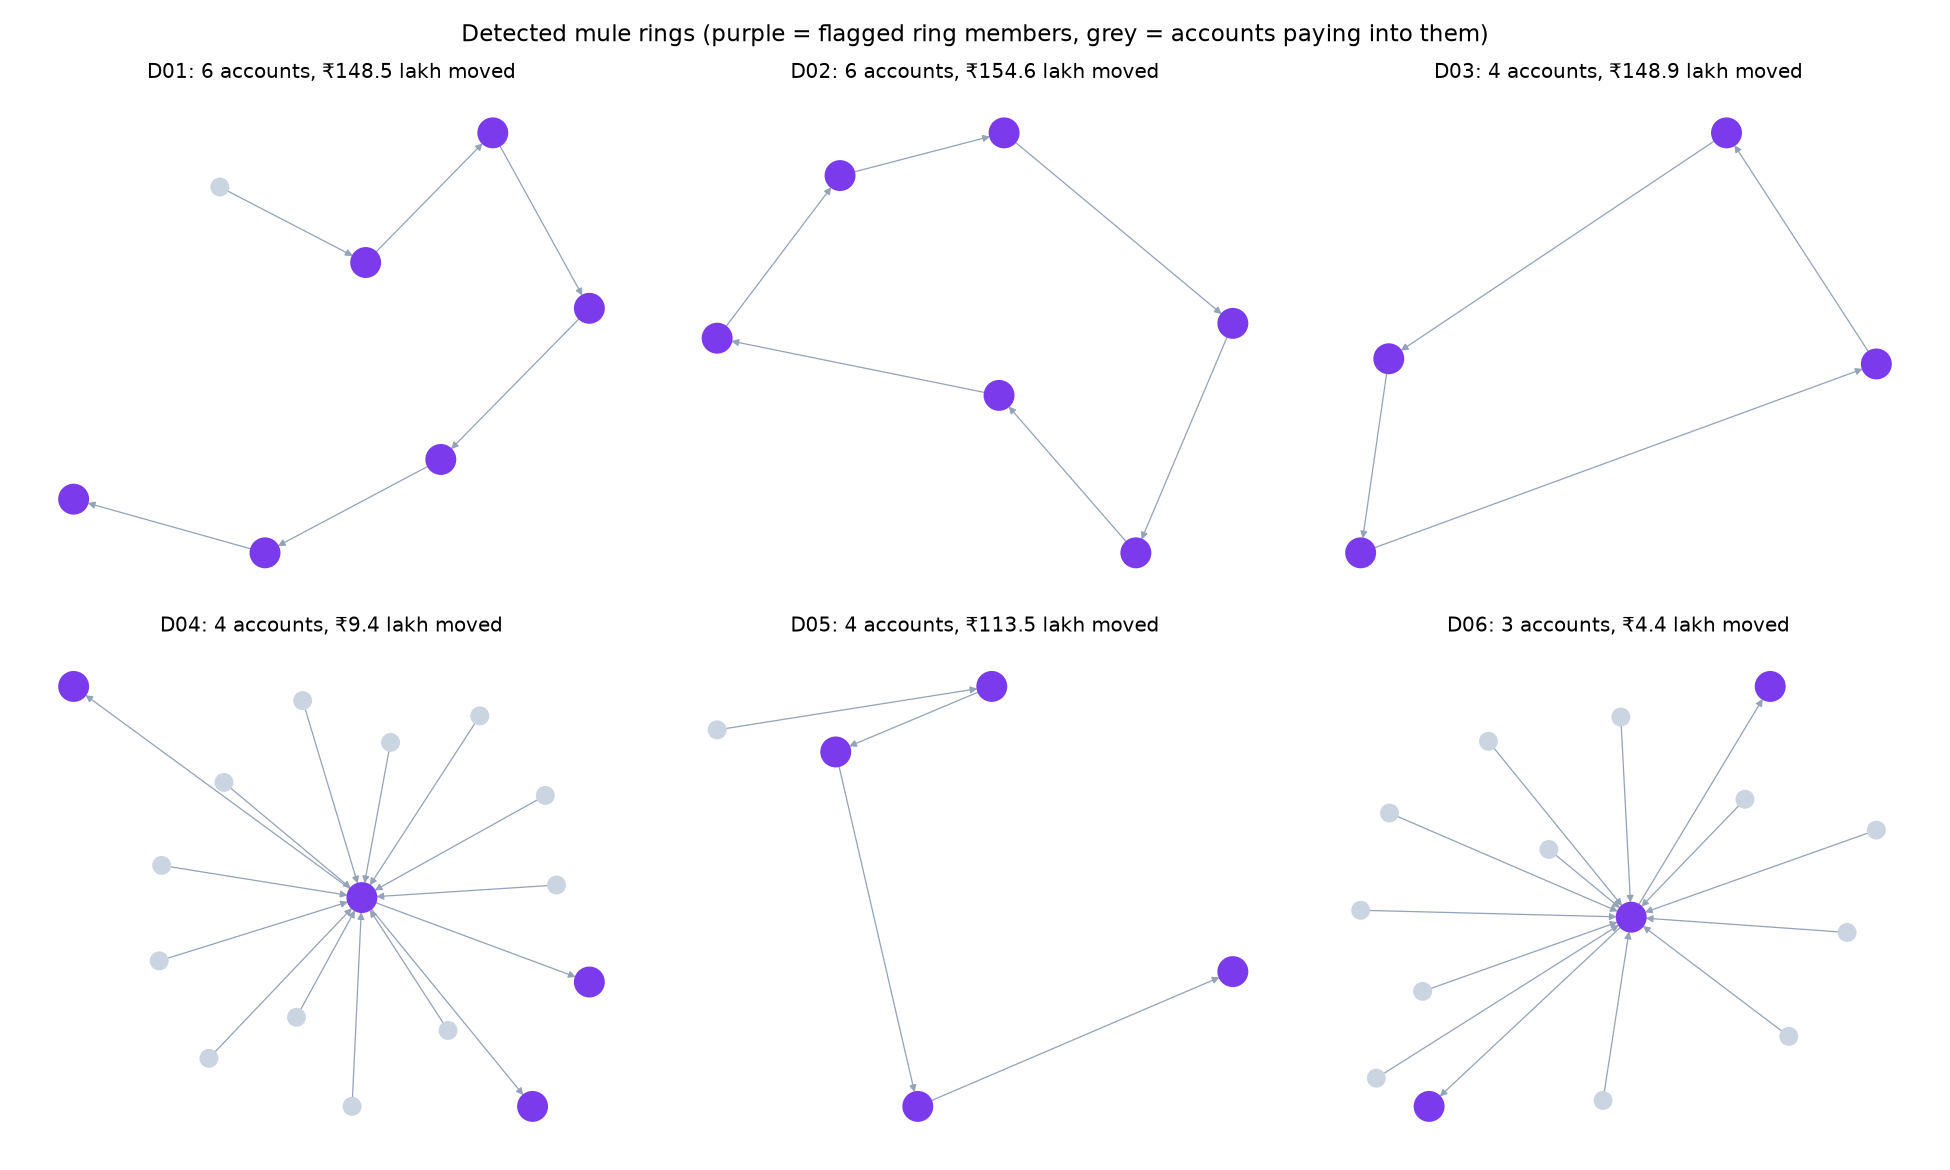 Detected mule rings (purple = flagged ring members, grey = accounts paying into them)
D01: 6 accounts, ₹148.5 lakh moved
D02: 6 accounts, ₹154.6 lakh moved
D03: 4 accounts, ₹148.9 lakh moved
D04: 4 accounts, ₹9.4 lakh moved
D05: 4 accounts, ₹113.5 lakh moved
D06: 3 accounts, ₹4.4 lakh moved